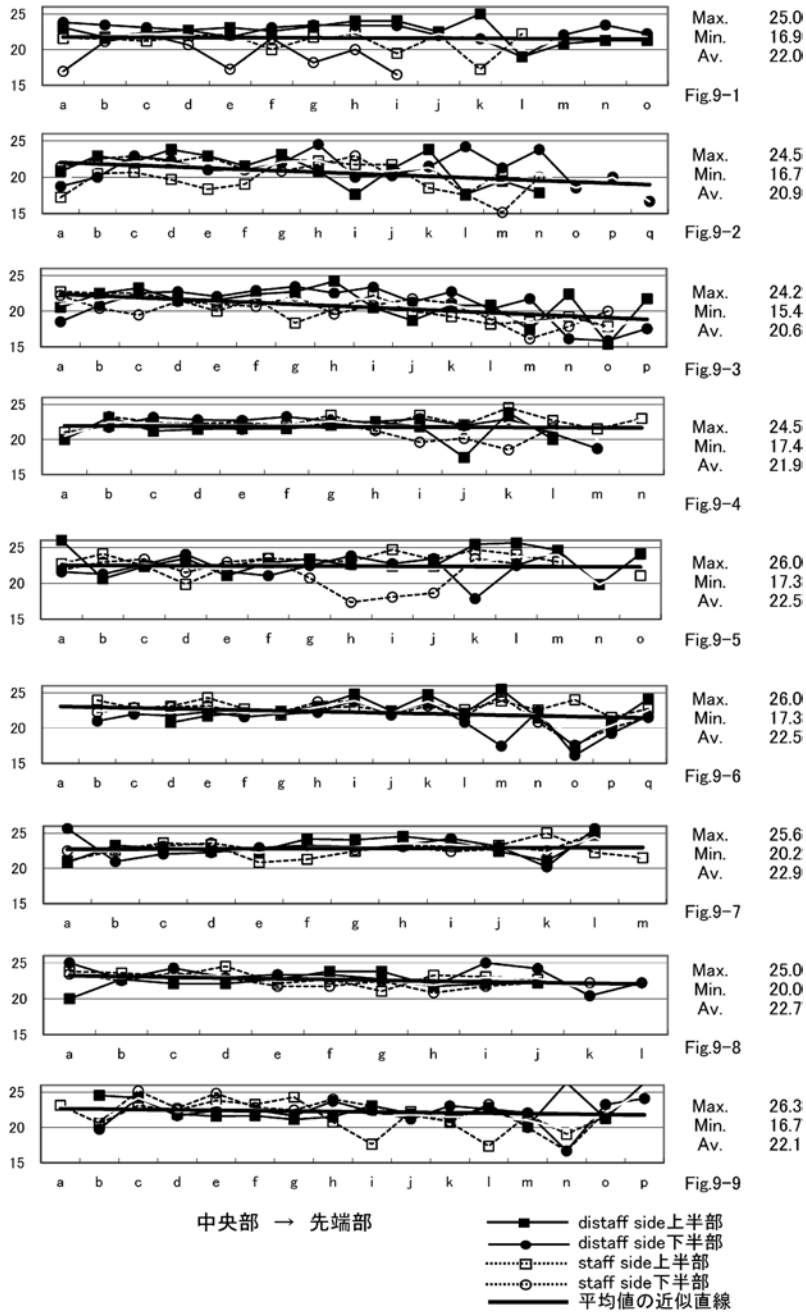 25 Max. 25.0
20 Min. 16.9
Av. 22.0
15
a b c d e f g h i j k l m n o Fig.9-1
25 Max. 24.5
20 Min. 16.7
Av. 20.9
15
a b c d e f g h i j k l m n o p q Fig.9-2
25 Max. 24.2
20 Min. 15.4
Av. 20.6
15
a b c d e f g h i j k l m n o p Fig.9-3
25 Max. 24.5
20 Min. 17.4
Av. 21.9
15
a b c d e f g h i j k l m n Fig.9-4
25 Max. 26.0
20 Min. 17.3
Av. 22.5
15
a b c d e f g h i j k l m n o Fig.9-5
25 Max. 26.0
20 Min. 17.3
Av. 22.5
15
a b c d e f g h i j k l m n o p q Fig.9-6
25 Max. 25.6
20 Min. 20.2
Av. 22.9
15
a b c d e f g h i j k l m Fig.9-7
25 Max. 25.0
20 Min. 20.0
Av. 22.7
15
a b c d e f g h i j k l Fig.9-8
25 Max. 26.3
20 Min. 16.7
Av. 22.1
15
a b c d e f g h i j k l m n o p Fig.9-9
中央部 → 先端部
distaff side上半部
distaff side下半部
staff side上半部
staff side下半部
平均値の近似直線